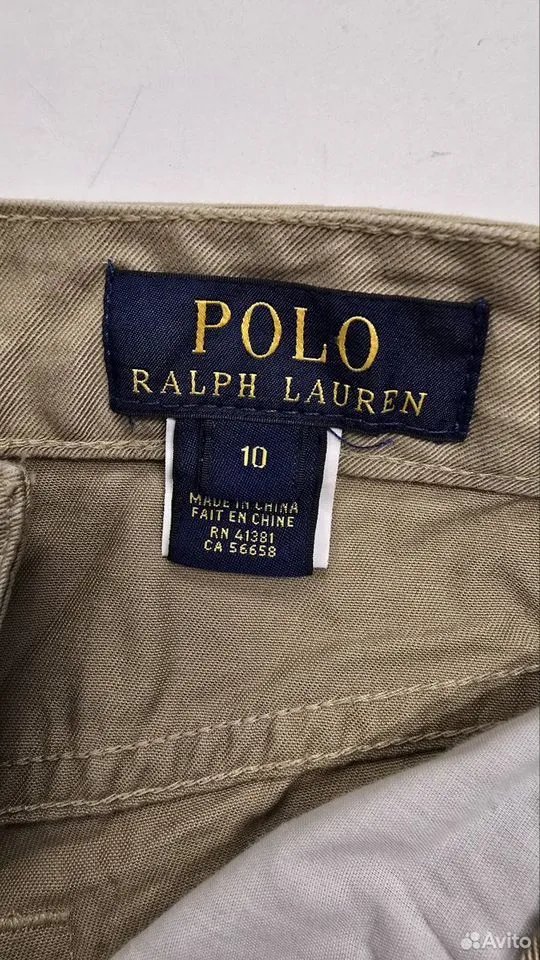 POLO
RALPH LAUREN
10
MADE IN CHINA
FAIT EN CHINE
RN 41381
CA 56658
Avito